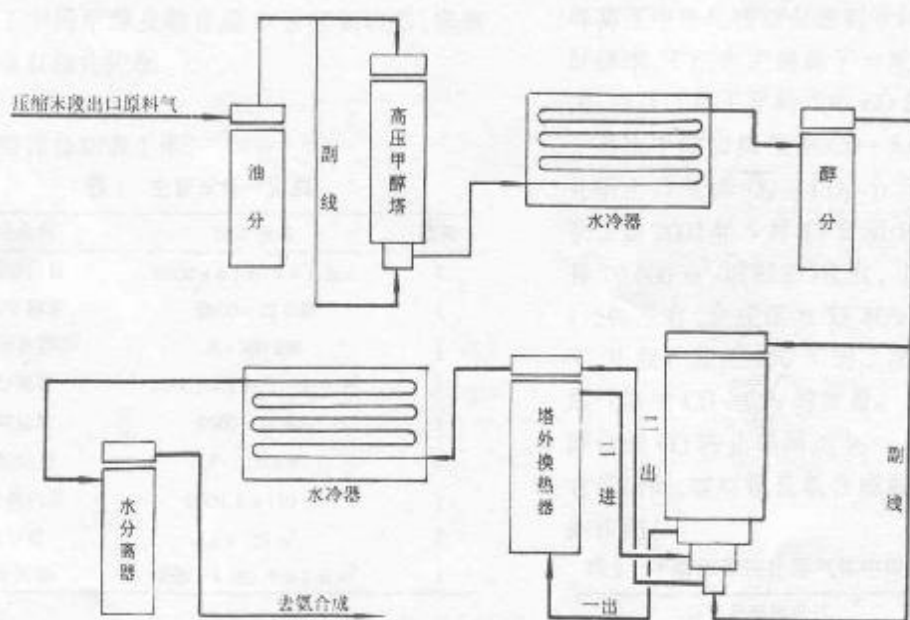 压缩末段出口原料气
油分
副线
高压甲醇塔
水冷器
醇分
水分离器
水冷器
塔外换热器
二进
二出
副线
一出
去氨合成